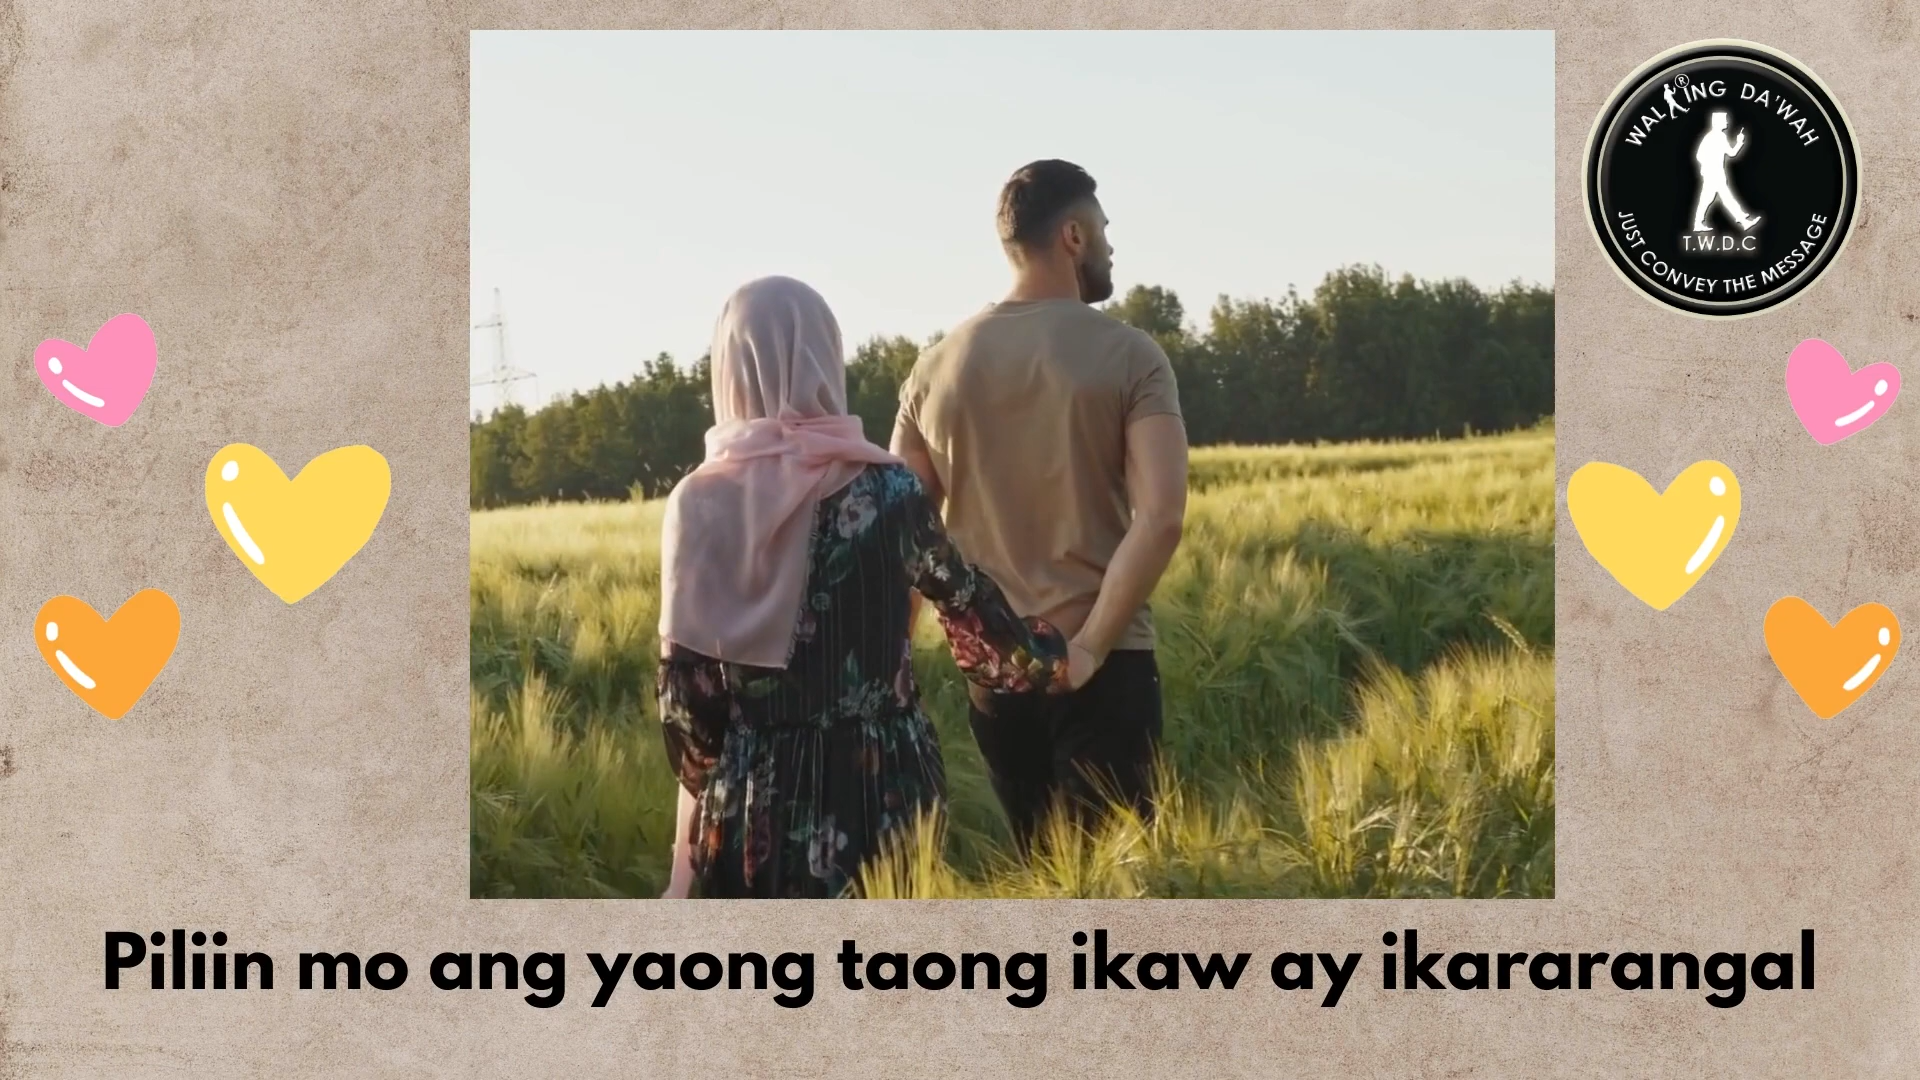 WALKING DA'WAH
®
T.W.D.C
JUST CONVEY THE MESSAGE
Piliin mo ang yaong taong ikaw ay ikararangal